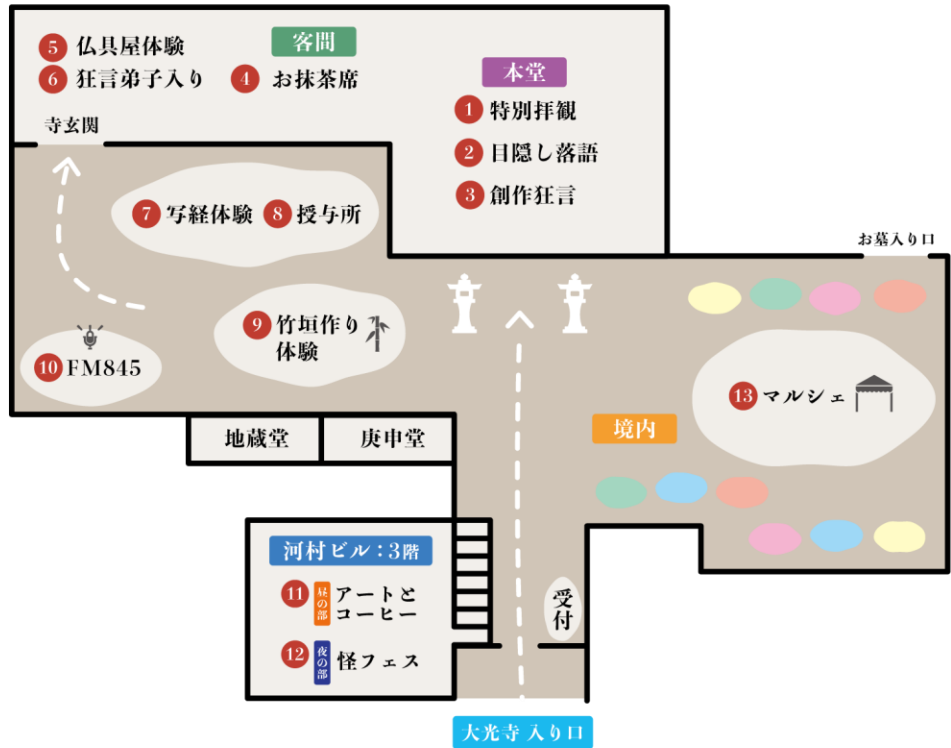 客間
本堂
5 仏具屋体験
6 狂言弟子入り
4 お抹茶席
1 特別拝観
2 目隠し落語
3 創作狂言
寺玄関
7 写経体験
8 授与所
お墓入り口
9 竹垣作り
体験
10 FM845
13 マルシェ
境内
地蔵堂
庚申堂
河村ビル:3階
11 昼の部 アートと
コーヒー
12 夜の部 怪フェス
受付
大光寺 入り口